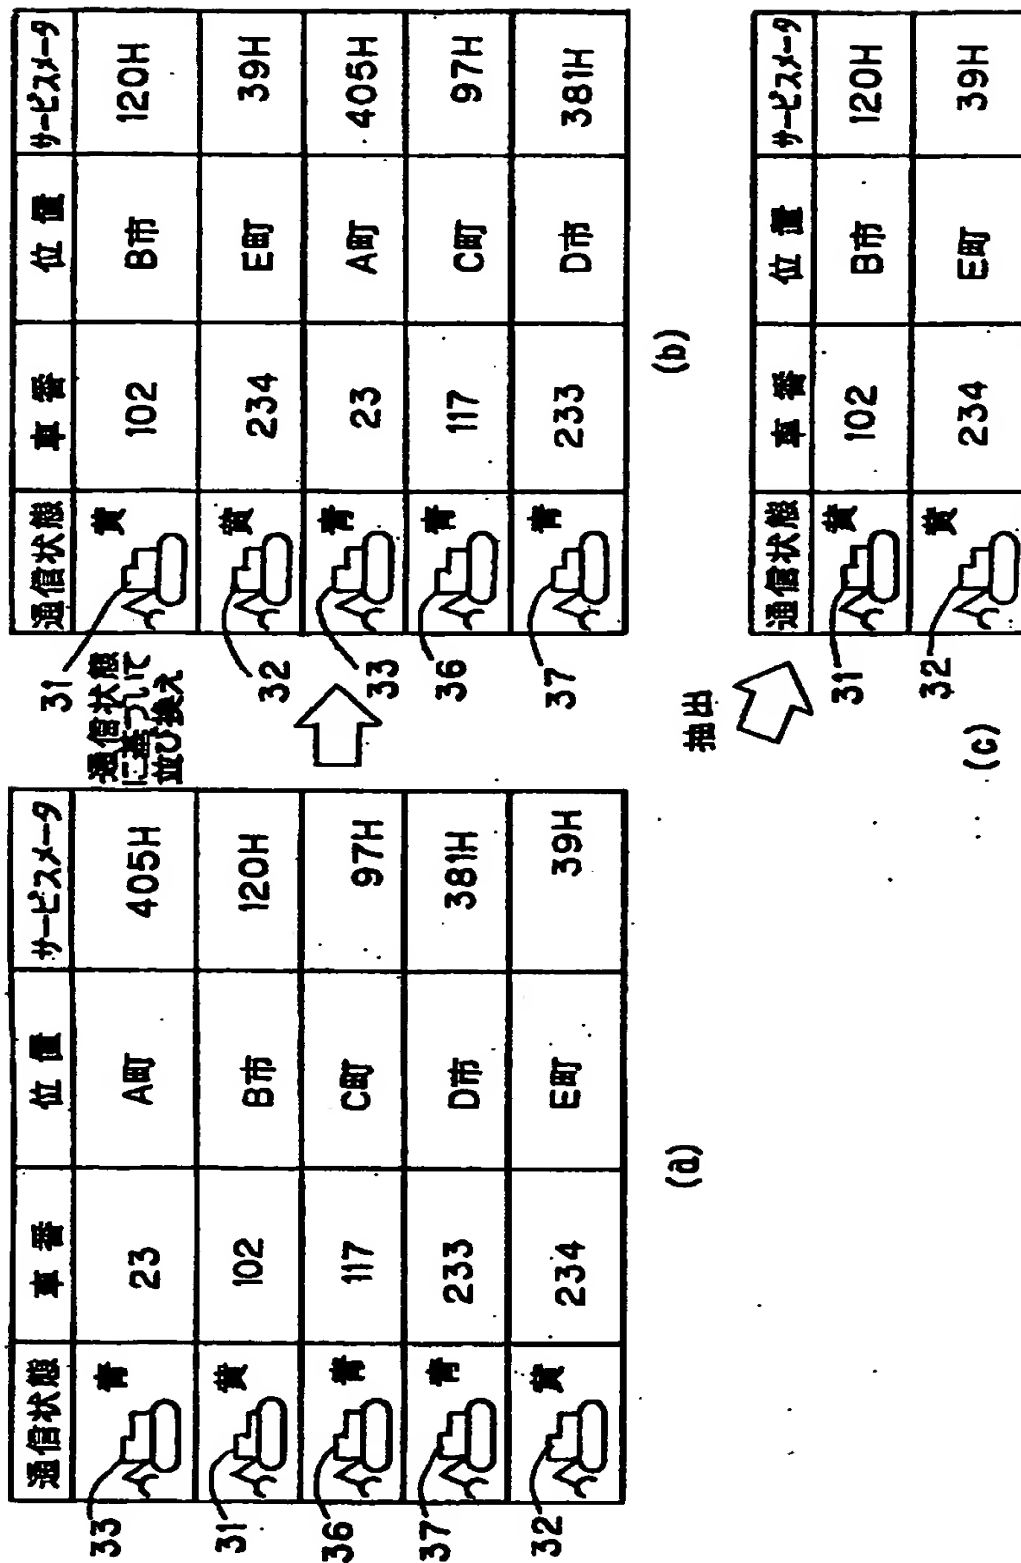 通信状態 車番 位置 サービスメータ
33 青 23 A町 405H
31 黄 102 B市 120H
36 青 117 C町 97H
37 青 233 D市 381H
32 黄 234 E町 39H
(a)
通信状態
に基づいて
並び換え
通信状態 車番 位置 サービスメータ
31 黄 102 B市 120H
32 黄 234 E町 39H
33 青 23 A町 405H
36 青 117 C町 97H
37 青 233 D市 381H
(b)
抽出
通信状態 車番 位置 サービスメータ
31 黄 102 B市 120H
32 黄 234 E町 39H
(c)